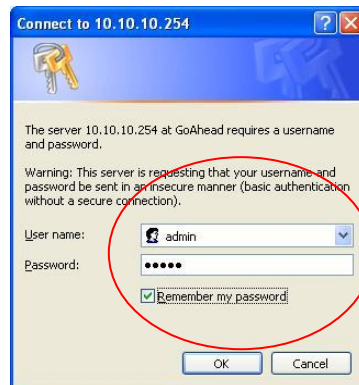 Connect to 10.10.10.254
The server 10.10.10.254 at GoAhead requires a username
and password.
Warning: This server is requesting that your username and
password be sent in an insecure manner (basic authentication
without a secure connection).
User name:
admin
Password:
•••••
Remember my password
OK
Cancel